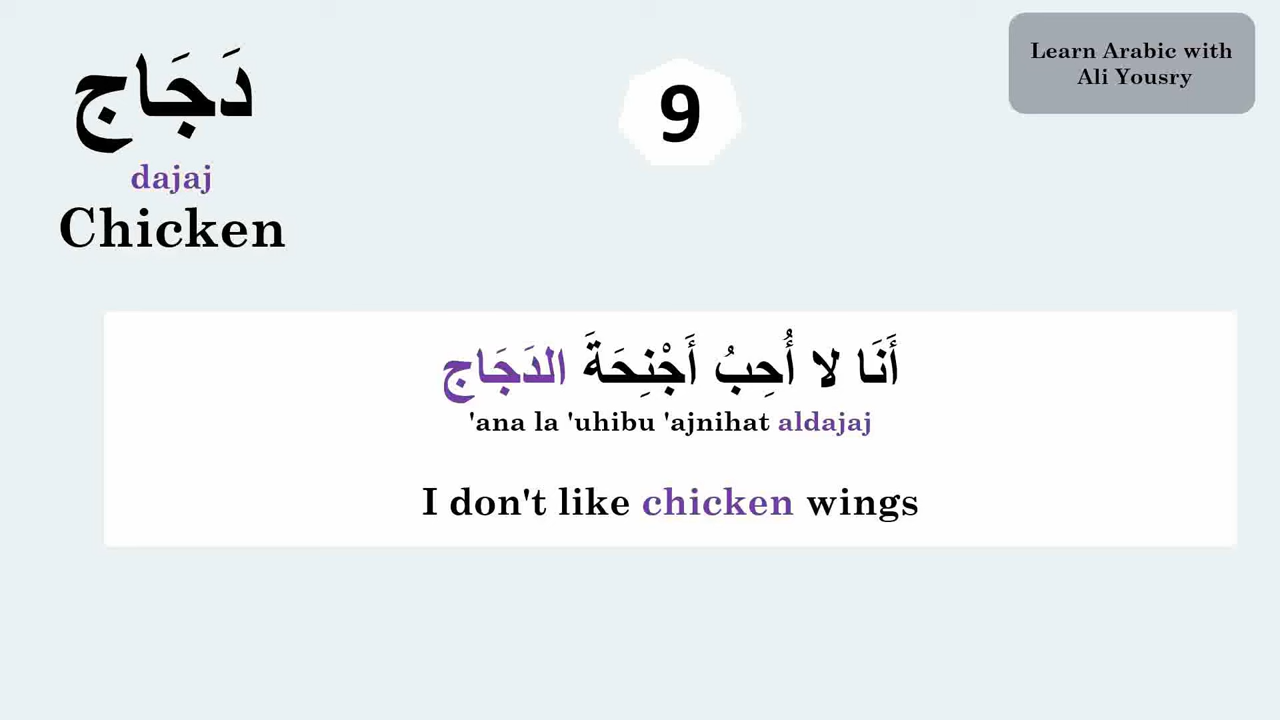 دَجَاج
dajaj
Chicken
9
Learn Arabic with
Ali Yousry
أَنَا لا أُحِبُ أَجْنِحَةَ الدَجَاج
'ana la 'uhibu 'ajnihat aldajaj
I don't like chicken wings